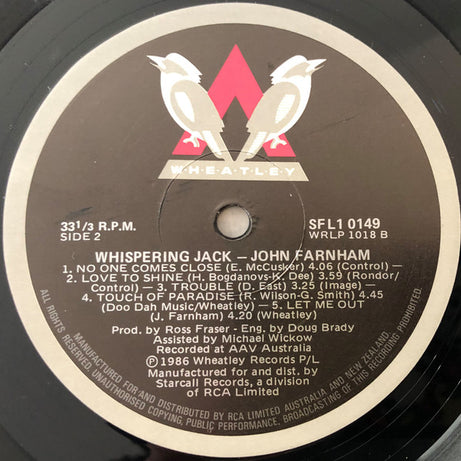 W·H·E·A·T·L·E·Y
33 1/3 R.P.M.
SIDE 2
SFL1 0149
WRLP 1018 B
WHISPERING JACK – JOHN FARNHAM
1. NO ONE COMES CLOSE (E. McCusker) 4.06 (Control) –
2. LOVE TO SHINE (H. Bogdanovs-K. Dee) 3.59 (Rondor/
Control) – 3. TROUBLE (D. East) 3.25 (Image) –
4. TOUCH OF PARADISE (R. Wilson-G. Smith) 4.45
(Doo Dah Music/Wheatley) – 5. LET ME OUT
(J. Farnham) 4.20 (Wheatley)
Prod. by Ross Fraser - Eng. by Doug Brady
Assisted by Michael Wickow
Recorded at AAV Australia
Ⓟ 1986 Wheatley Records P/L
Manufactured for and dist. by
Starcall Records, a division
of RCA Limited
MANUFACTURED FOR AND DISTRIBUTED BY RCA LIMITED AUSTRALIA, AND NEW ZEALAND.
ALL RIGHTS RESERVED. UNAUTHORISED COPYING, PUBLIC PERFORMANCE, BROADCASTING OF THIS RECORDING PROHIBITED